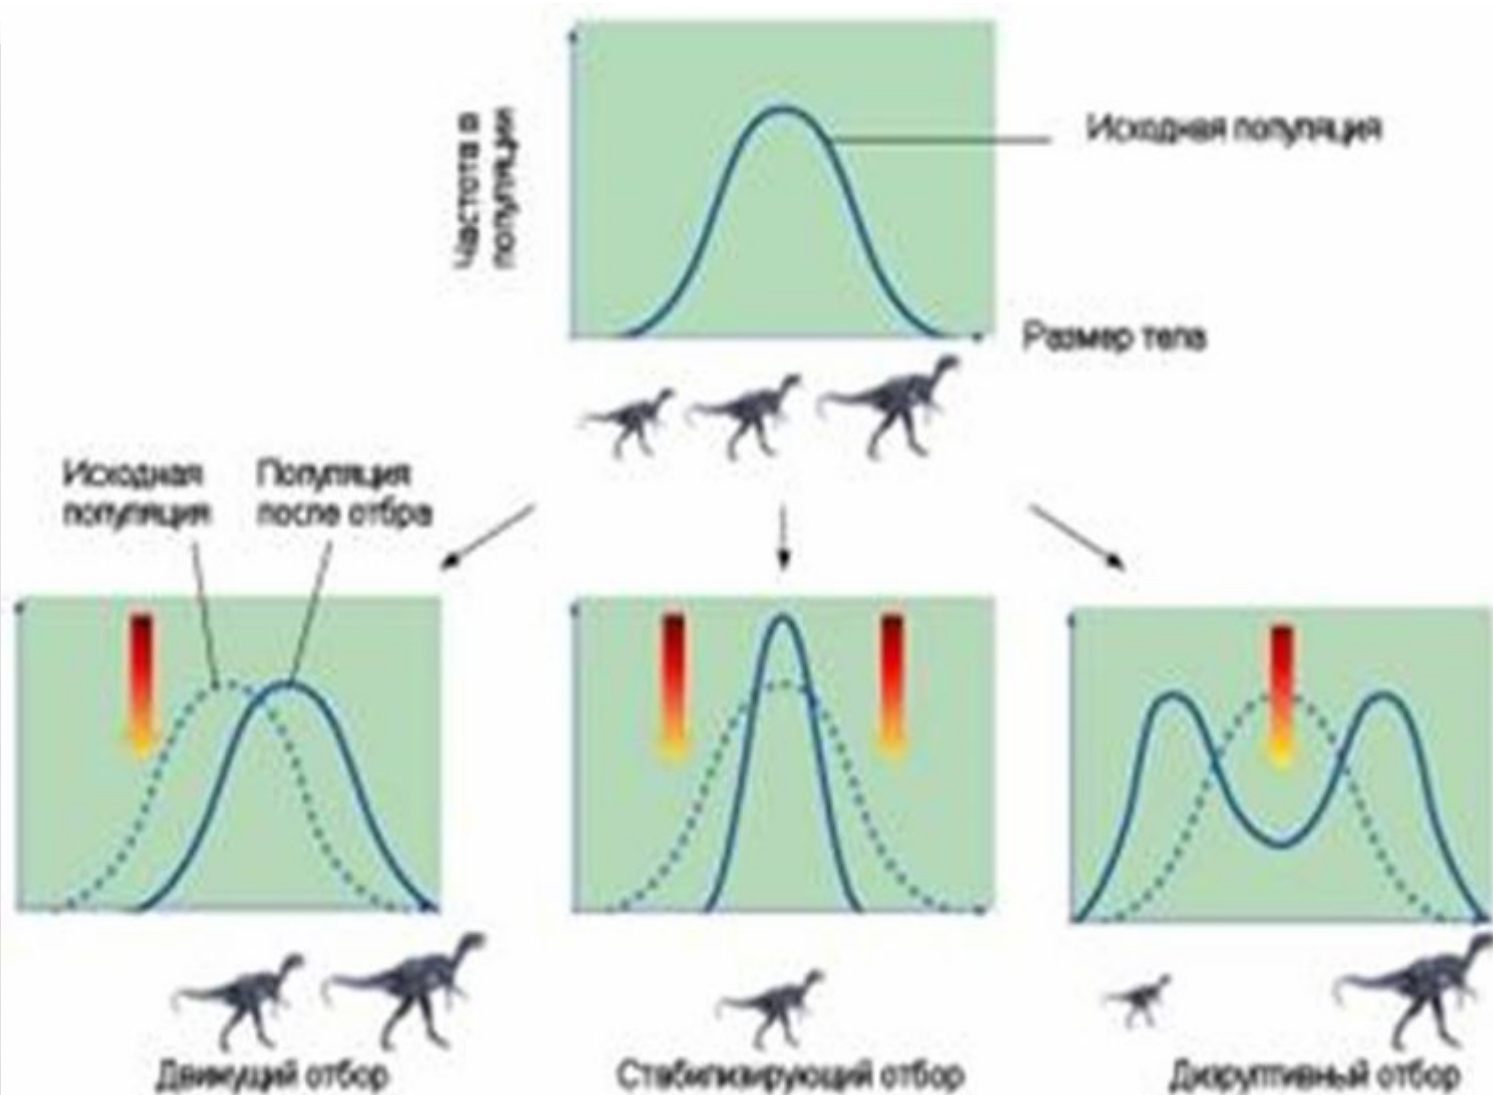 Частота в
популяции
Исходная популяция
Размер тела
Исходная
популяция
Популяция
после отбра
Движущий отбор
Стабилизирующий отбор
Дизруптивный отбор